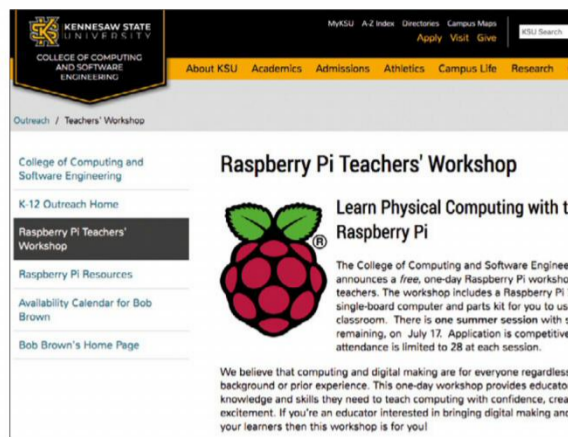 KENNESAW STATE
UNIVERSITY
COLLEGE OF COMPUTING
AND SOFTWARE
ENGINEERING
MyKSU A-Z Index Directories Campus Maps
Apply Visit Give
KSU Search
About KSU Academics Admissions Athletics Campus Life Research
Outreach / Teachers' Workshop
College of Computing and
Software Engineering
K-12 Outreach Home
Raspberry Pi Teachers'
Workshop
Raspberry Pi Resources
Availability Calendar for Bob
Brown
Bob Brown's Home Page
Raspberry Pi Teachers' Workshop
Learn Physical Computing with t
Raspberry Pi
®
The College of Computing and Software Enginee
announces a free, one-day Raspberry Pi worksho
teachers. The workshop includes a Raspberry Pi
single-board computer and parts kit for you to us
classroom. There is one summer session with s
remaining, on July 17. Application is competitive
attendance is limited to 28 at each session.
We believe that computing and digital making are for everyone regardless
background or prior experience. This one-day workshop provides educato
knowledge and skills they need to teach computing with confidence, crea
excitement. If you're an educator interested in bringing digital making and
your learners then this workshop is for you!